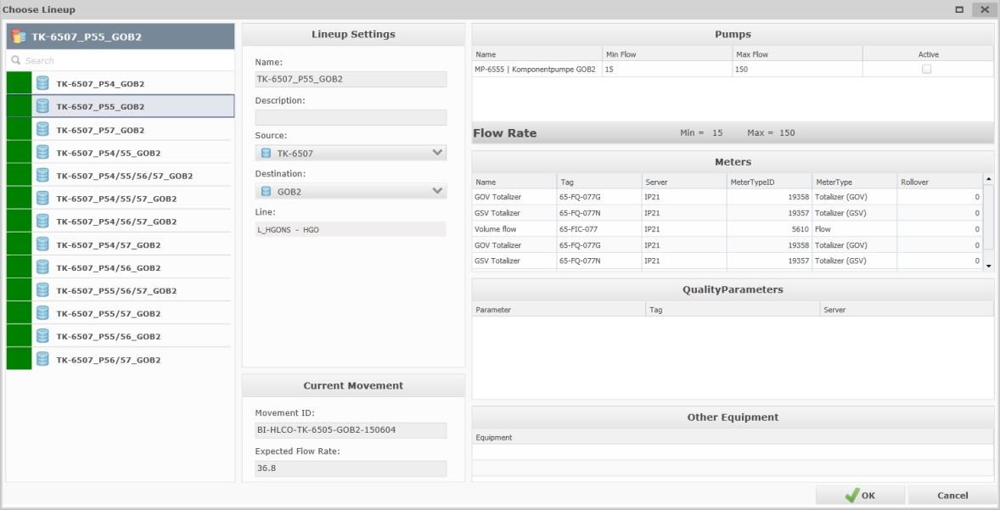 Choose Lineup
TK-6507_P55_GOB2
Search
TK-6507_P54_GOB2
TK-6507_P55_GOB2
TK-6507_P57_GOB2
TK-6507_P54/55_GOB2
TK-6507_P54/55/56/57_GOB2
TK-6507_P54/55/57_GOB2
TK-6507_P54/56/57_GOB2
TK-6507_P54/57_GOB2
TK-6507_P54/56_GOB2
TK-6507_P55/56/57_GOB2
TK-6507_P55/57_GOB2
TK-6507_P55/56_GOB2
TK-6507_P56/57_GOB2
Lineup Settings
Name:
TK-6507_P55_GOB2
Description:
Source:
TK-6507
Destination:
GOB2
Line:
L_HGONS - HGO
Current Movement
Movement ID:
BI-HLCO-TK-6505-GOB2-150604
Expected Flow Rate:
36.8
Pumps
Name Min Flow Max Flow Active
MP-6555 | Komponentpumpe GOB2 15 150
Flow Rate Min = 15 Max = 150
Meters
Name Tag Server MeterTypeID MeterType Rollover
GOV Totalizer 65-FQ-077G IP21 19358 Totalizer (GOV) 0
GSV Totalizer 65-FQ-077N IP21 19357 Totalizer (GSV) 0
Volume flow 65-FIC-077 IP21 5610 Flow 0
GOV Totalizer 65-FQ-077G IP21 19358 Totalizer (GOV) 0
GSV Totalizer 65-FQ-077N IP21 19357 Totalizer (GSV) 0
QualityParameters
Parameter Tag Server
Other Equipment
Equipment
OK Cancel